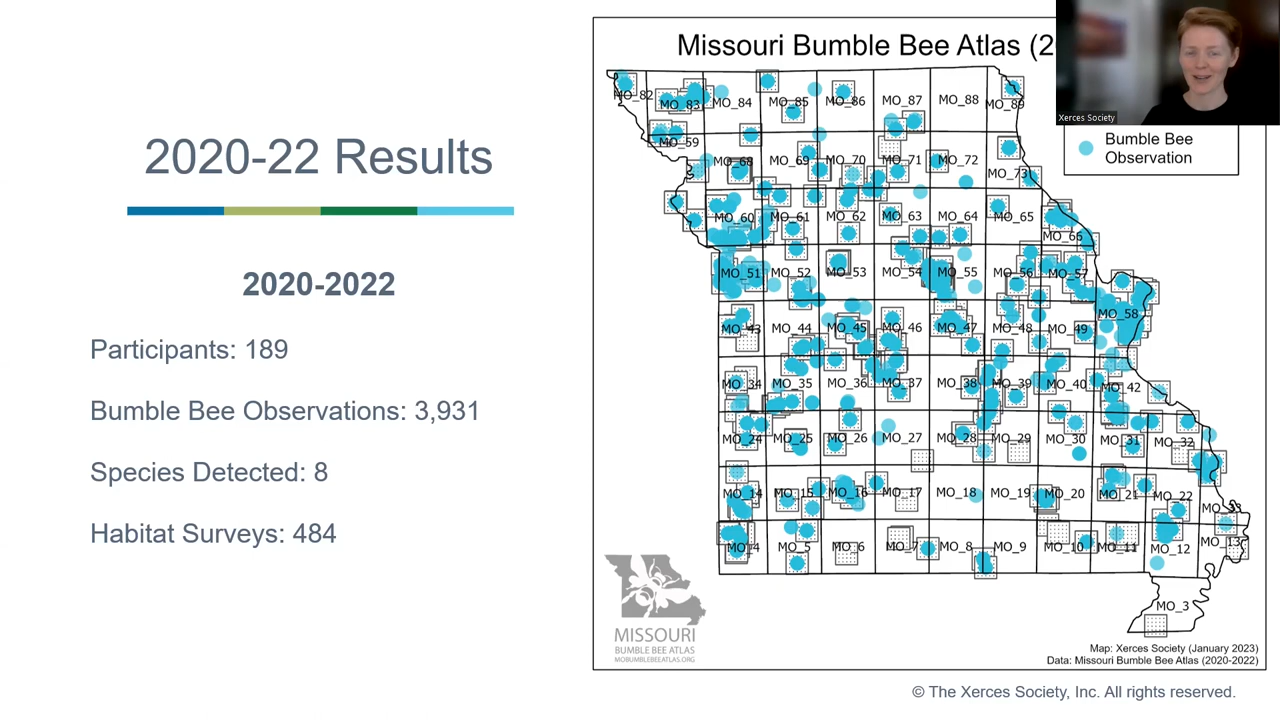 2020-22 Results
2020-2022
Participants: 189
Bumble Bee Observations: 3,931
Species Detected: 8
Habitat Surveys: 484
Missouri Bumble Bee Atlas (2
Xerces Society
Bumble Bee
Observation
MO_82 MO_83 MO_84 MO_85 MO_86 MO_87 MO_88 MO_89
MO_59
MO_68 MO_69 MO_70 MO_71 MO_72 MO_73
MO_60 MO_61 MO_62 MO_63 MO_64 MO_65 MO_66
MO_51 MO_52 MO_53 MO_54 MO_55 MO_56 MO_57
MO_58
MO_43 MO_44 MO_45 MO_46 MO_47 MO_48 MO_49
MO_34 MO_35 MO_36 MO_37 MO_38 MO_39 MO_40 MO_42
MO_24 MO_25 MO_26 MO_27 MO_28 MO_29 MO_30 MO_31 MO_32
MO_14 MO_15 MO_16 MO_17 MO_18 MO_19 MO_20 MO_21 MO_22
MO_4 MO_5 MO_6 MO_7 MO_8 MO_9 MO_10 MO_11 MO_12 MO_13
MO_3
MISSOURI
BUMBLE BEE ATLAS
MOBUMBLEBEEATLAS.ORG
Map: Xerces Society (January 2023)
Data: Missouri Bumble Bee Atlas (2020-2022)
© The Xerces Society, Inc. All rights reserved.